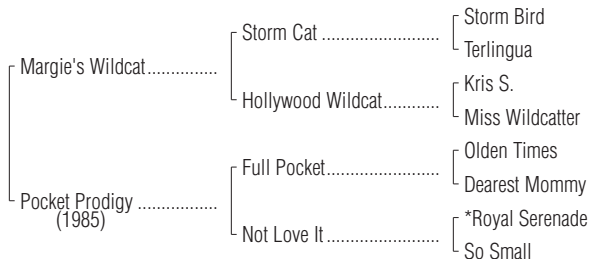 Storm Bird
Storm Cat ..............................
Terlingua
Margie's Wildcat...............
Kris S.
Hollywood Wildcat..............
Miss Wildcatter
Olden Times
Full Pocket.............................
Dearest Mommy
Pocket Prodigy .................
(1985)
*Royal Serenade
Not Love It .............................
So Small